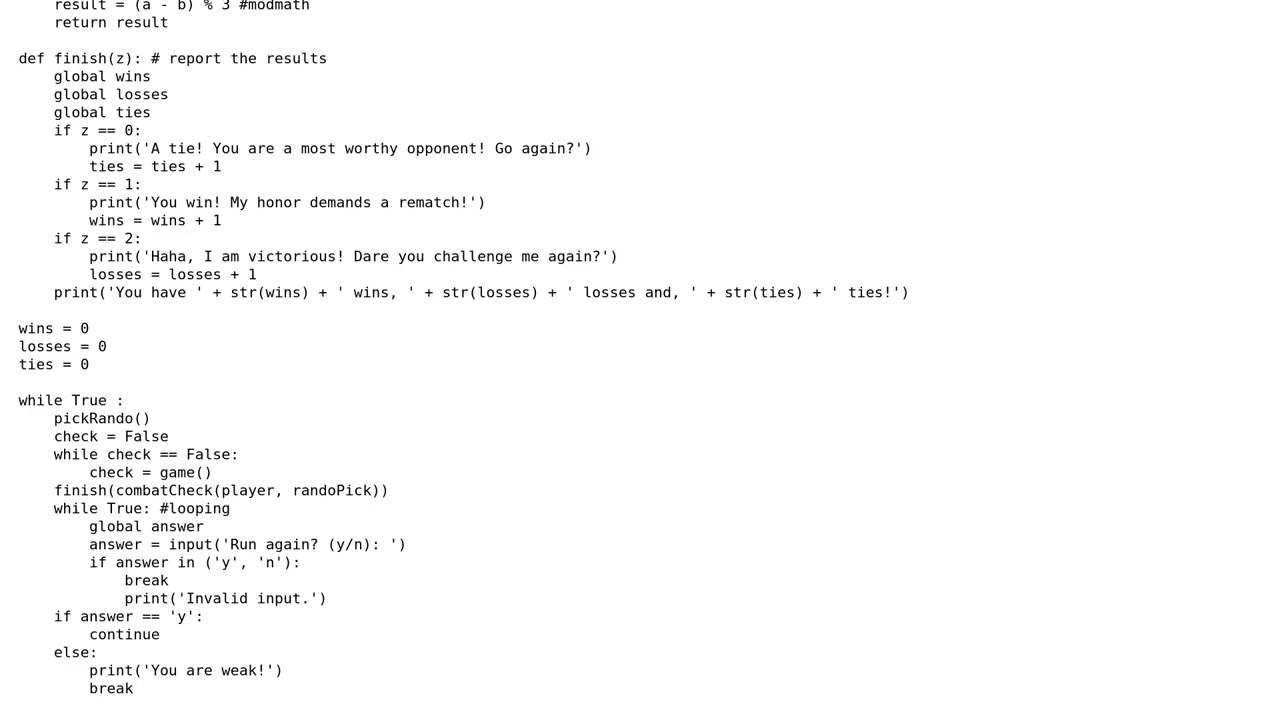 result = (a - b) % 3 #modmath
    return result

def finish(z): # report the results
    global wins
    global losses
    global ties
    if z == 0:
        print('A tie! You are a most worthy opponent! Go again?')
        ties = ties + 1
    if z == 1:
        print('You win! My honor demands a rematch!')
        wins = wins + 1
    if z == 2:
        print('Haha, I am victorious! Dare you challenge me again?')
        losses = losses + 1
    print('You have ' + str(wins) + ' wins, ' + str(losses) + ' losses and, ' + str(ties) + ' ties!')

wins = 0
losses = 0
ties = 0

while True :
    pickRando()
    check = False
    while check == False:
        check = game()
    finish(combatCheck(player, randoPick))
    while True: #looping
        global answer
        answer = input('Run again? (y/n): ')
        if answer in ('y', 'n'):
            break
            print('Invalid input.')
    if answer == 'y':
        continue
    else:
        print('You are weak!')
        break